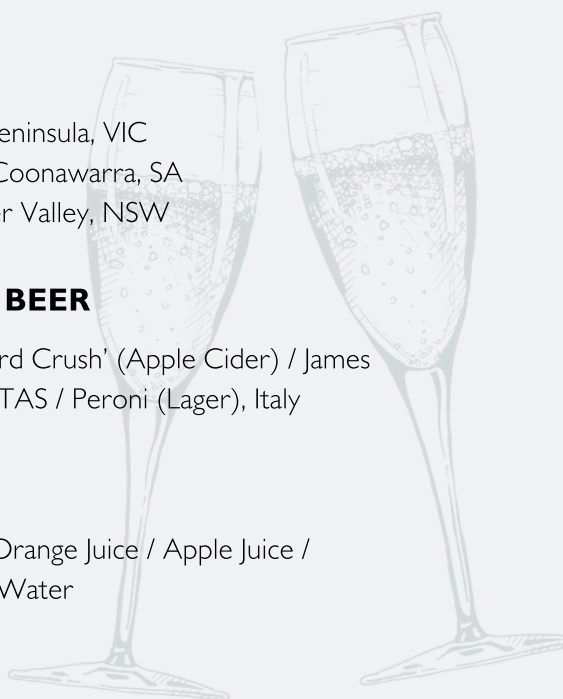 eninsula, VIC
Coonawarra, SA
er Valley, NSW
BEER
rd Crush’ (Apple Cider) / James
TAS / Peroni (Lager), Italy
Orange Juice / Apple Juice /
Water